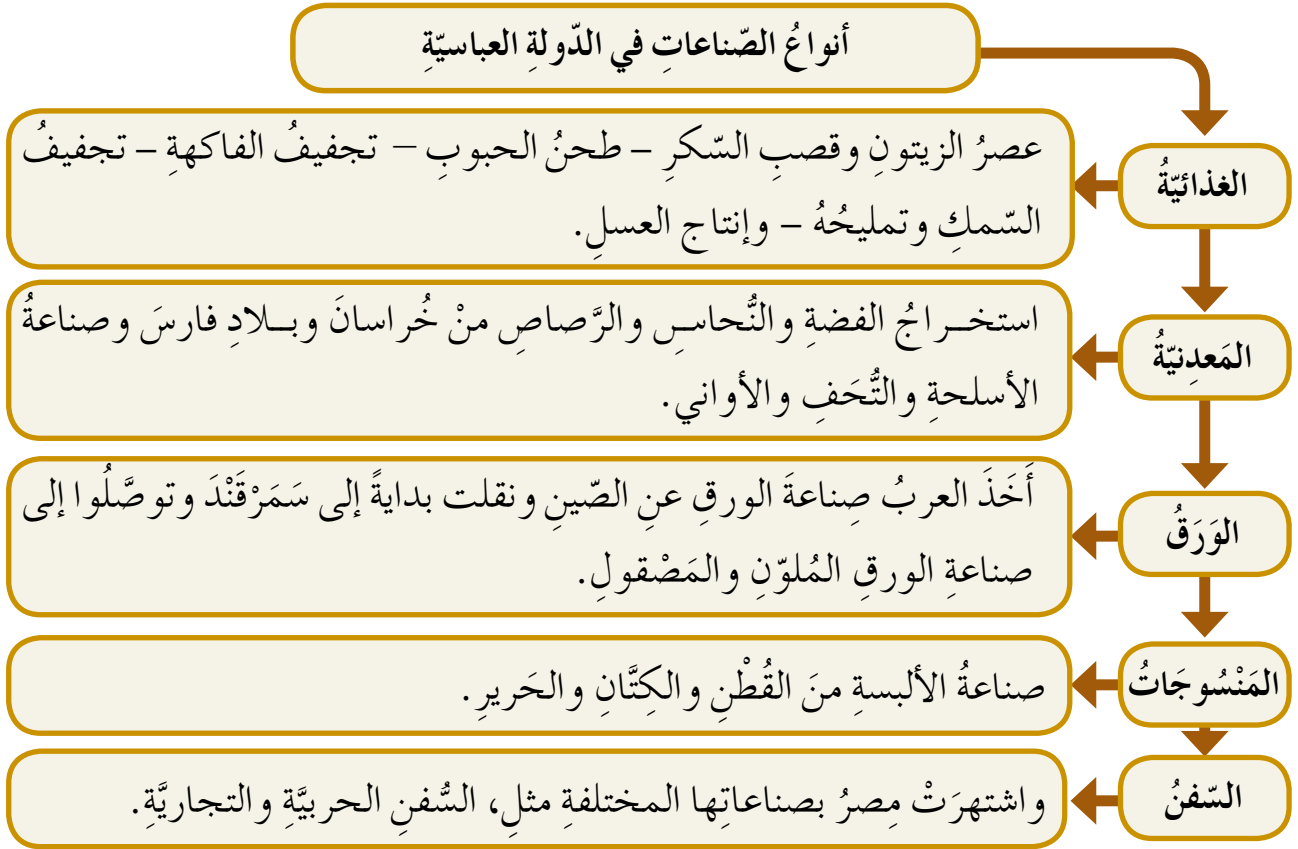 أنواعُ الصّناعاتِ في الدّولةِ العباسيّةِ
الغذائيّةُ
عصرُ الزيتونِ وقصبِ السّكرِ – طحنُ الحبوبِ – تجفيفُ الفاكهةِ – تجفيفُ
السّمكِ وتمليحُهُ – وإنتاج العسلِ.
المَعدِنيّةُ
استخــراجُ الفضةِ والنُّحاسِ والرَّصاصِ منْ خُراسانَ وبــلادِ فارسَ وصناعةُ
الأسلحةِ والتُّحَفِ والأواني.
الوَرَقُ
أَخَذَ العربُ صِناعةَ الورقِ عنِ الصّينِ ونقلت بدايةً إلى سَمَرْقَنْدَ وتوصَّلُوا إلى
صناعةِ الورقِ المُلوّنِ والمَصْقولِ.
المَنْسُوجَاتُ
صناعةُ الألبسةِ منَ القُطْنِ والكِتَّانِ والحَريرِ.
السّفنُ
واشتهرَتْ مِصرُ بصناعاتِها المختلفةِ مثلِ، السُّفنِ الحربيَّةِ والتجاريَّةِ.